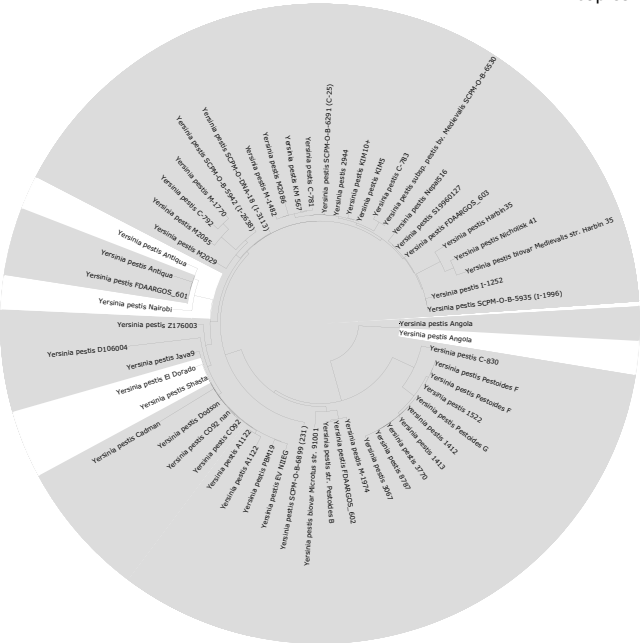 Yersinia pestis SCPM-O-B-6291 (C-25)
Yersinia pestis 2944
Yersinia pestis KIM10+
Yersinia pestis KIM5
Yersinia pestis C-783
Yersinia pestis subsp. pestis bv. Medievalis SCPM-O-B-6530
Yersinia pestis Nepal516
Yersinia pestis S19960127
Yersinia pestis FDAARGOS_603
Yersinia pestis Harbin35
Yersinia pestis Nicholisk 41
Yersinia pestis biovar Medievalis str. Harbin 35
Yersinia pestis I-1252
Yersinia pestis SCPM-O-B-5935 (I-1996)
Yersinia pestis Angola
Yersinia pestis Angola
Yersinia pestis C-830
Yersinia pestis Pestoides F
Yersinia pestis Pestoides F
Yersinia pestis 1522
Yersinia pestis Pestoides G
Yersinia pestis 1412
Yersinia pestis 1413
Yersinia pestis 3770
Yersinia pestis 8787
Yersinia pestis 3067
Yersinia pestis M-1974
Yersinia pestis FDAARGOS_602
Yersinia pestis str. Pestoides B
Yersinia pestis biovar Microtus str. 91001
Yersinia pestis SCPM-O-B-6899 (231)
Yersinia pestis EV NIIEG
Yersinia pestis PBM19
Yersinia pestis A1122
Yersinia pestis A1122
Yersinia pestis CO92
Yersinia pestis CO92 nan
Yersinia pestis Dodson
Yersinia pestis Cadman
Yersinia pestis Shasta
Yersinia pestis El Dorado
Yersinia pestis Java9
Yersinia pestis D106004
Yersinia pestis Z176003
Yersinia pestis Nairobi
Yersinia pestis FDAARGOS_601
Yersinia pestis Antiqua
Yersinia pestis Antiqua
Yersinia pestis M2029
Yersinia pestis M2085
Yersinia pestis C-792
Yersinia pestis M-1770
Yersinia pestis SCPM-O-B-5942 (I-2638)
Yersinia pestis SCPM-O-DNA-18 (I-3113)
Yersinia pestis M-1482
Yersinia pestis M2086
Yersinia pestis KM 567
Yersinia pestis C-781